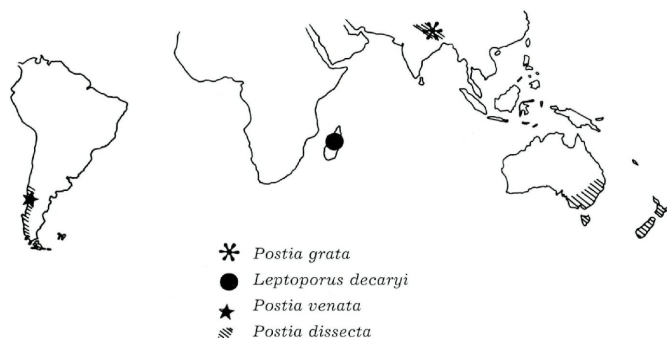 Postia grata
Leptoporus decaryi
Postia venata
Postia dissecta